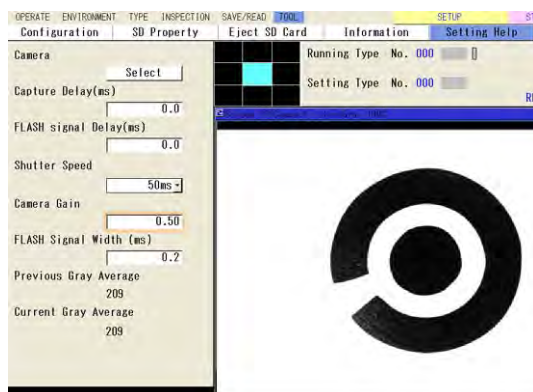 OPERATE ENVIRONMENT TYPE INSPECTION SAVE/READ TOOL SETUP
Configuration SD Property Eject SD Card Information Setting Help
Camera
Select
Running Type No. 000
Capture Delay(ms)
0.0
Setting Type No. 000
FLASH signal Delay(ms)
0.0
Shutter Speed
50ms
Camera Gain
0.50
FLASH Signal Width (ms)
0.2
Previous Gray Average
209
Current Gray Average
209